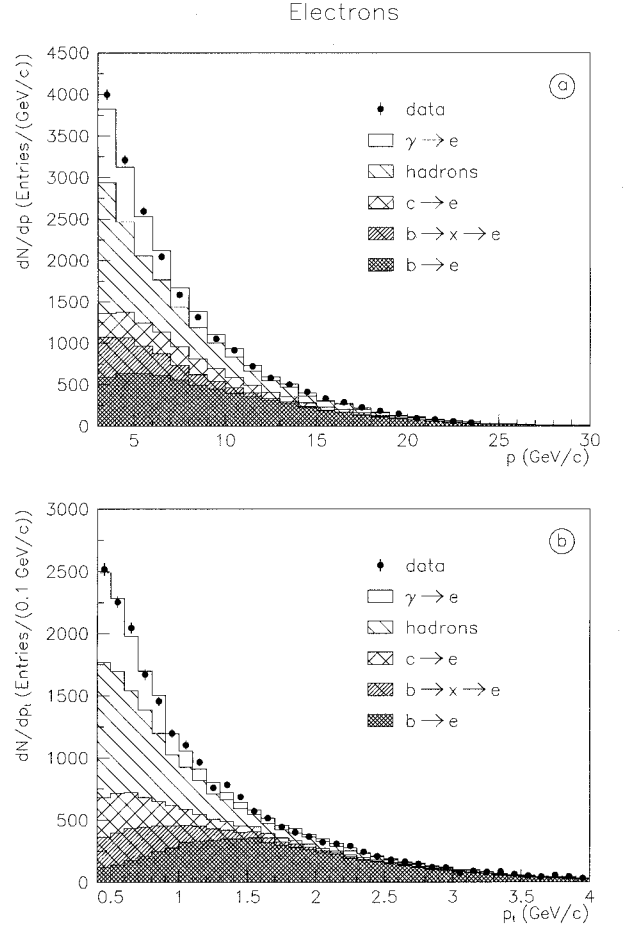 Electrons
dN/dp (Entries/(GeV/c))
4500
4000
3500
3000
2500
2000
1500
1000
500
0
a
data
γ → e
hadrons
c → e
b → x → e
b → e
5
10
15
20
25
30
p (GeV/c)
dN/dpₜ (Entries/(0.1 GeV/c))
3000
2500
2000
1500
1000
500
0
b
data
γ → e
hadrons
c → e
b → x → e
b → e
0.5
1
1.5
2
2.5
3
3.5
4
pₜ (GeV/c)